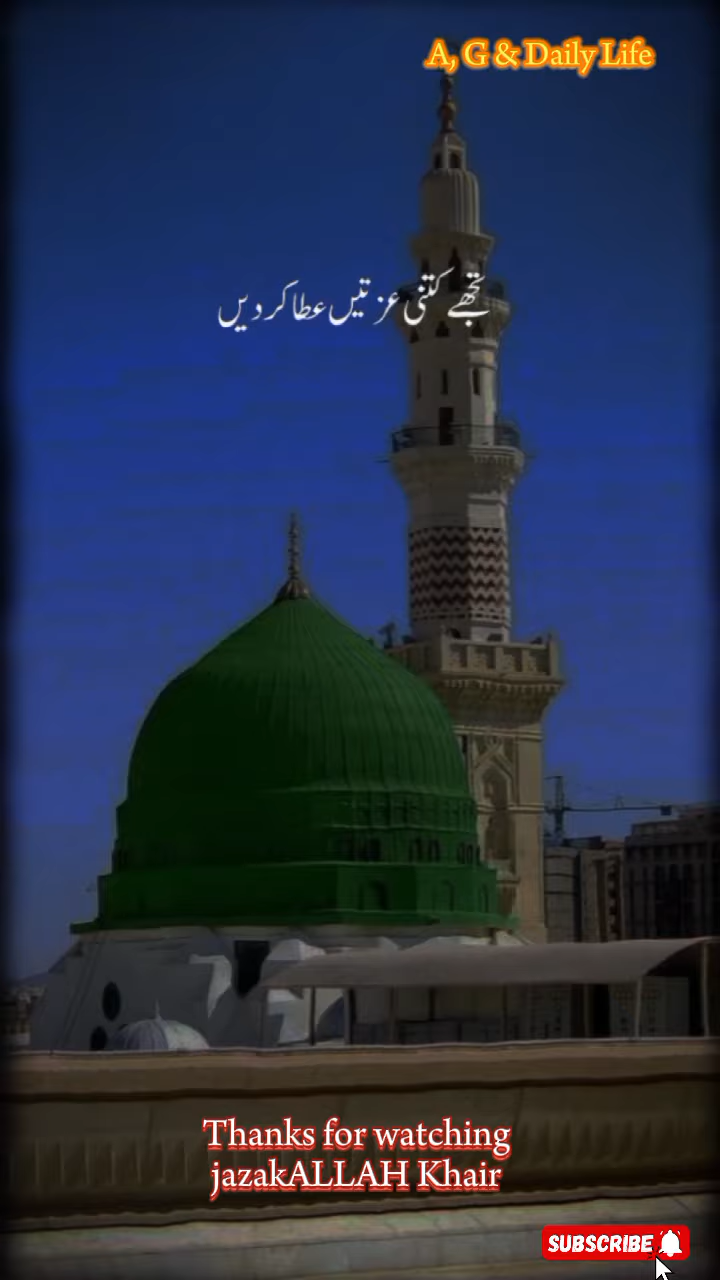 A, G & Daily Life
تجھے کتنی عزتیں عطا کر دیں
Thanks for watching
jazakALLAH Khair
SUBSCRIBE